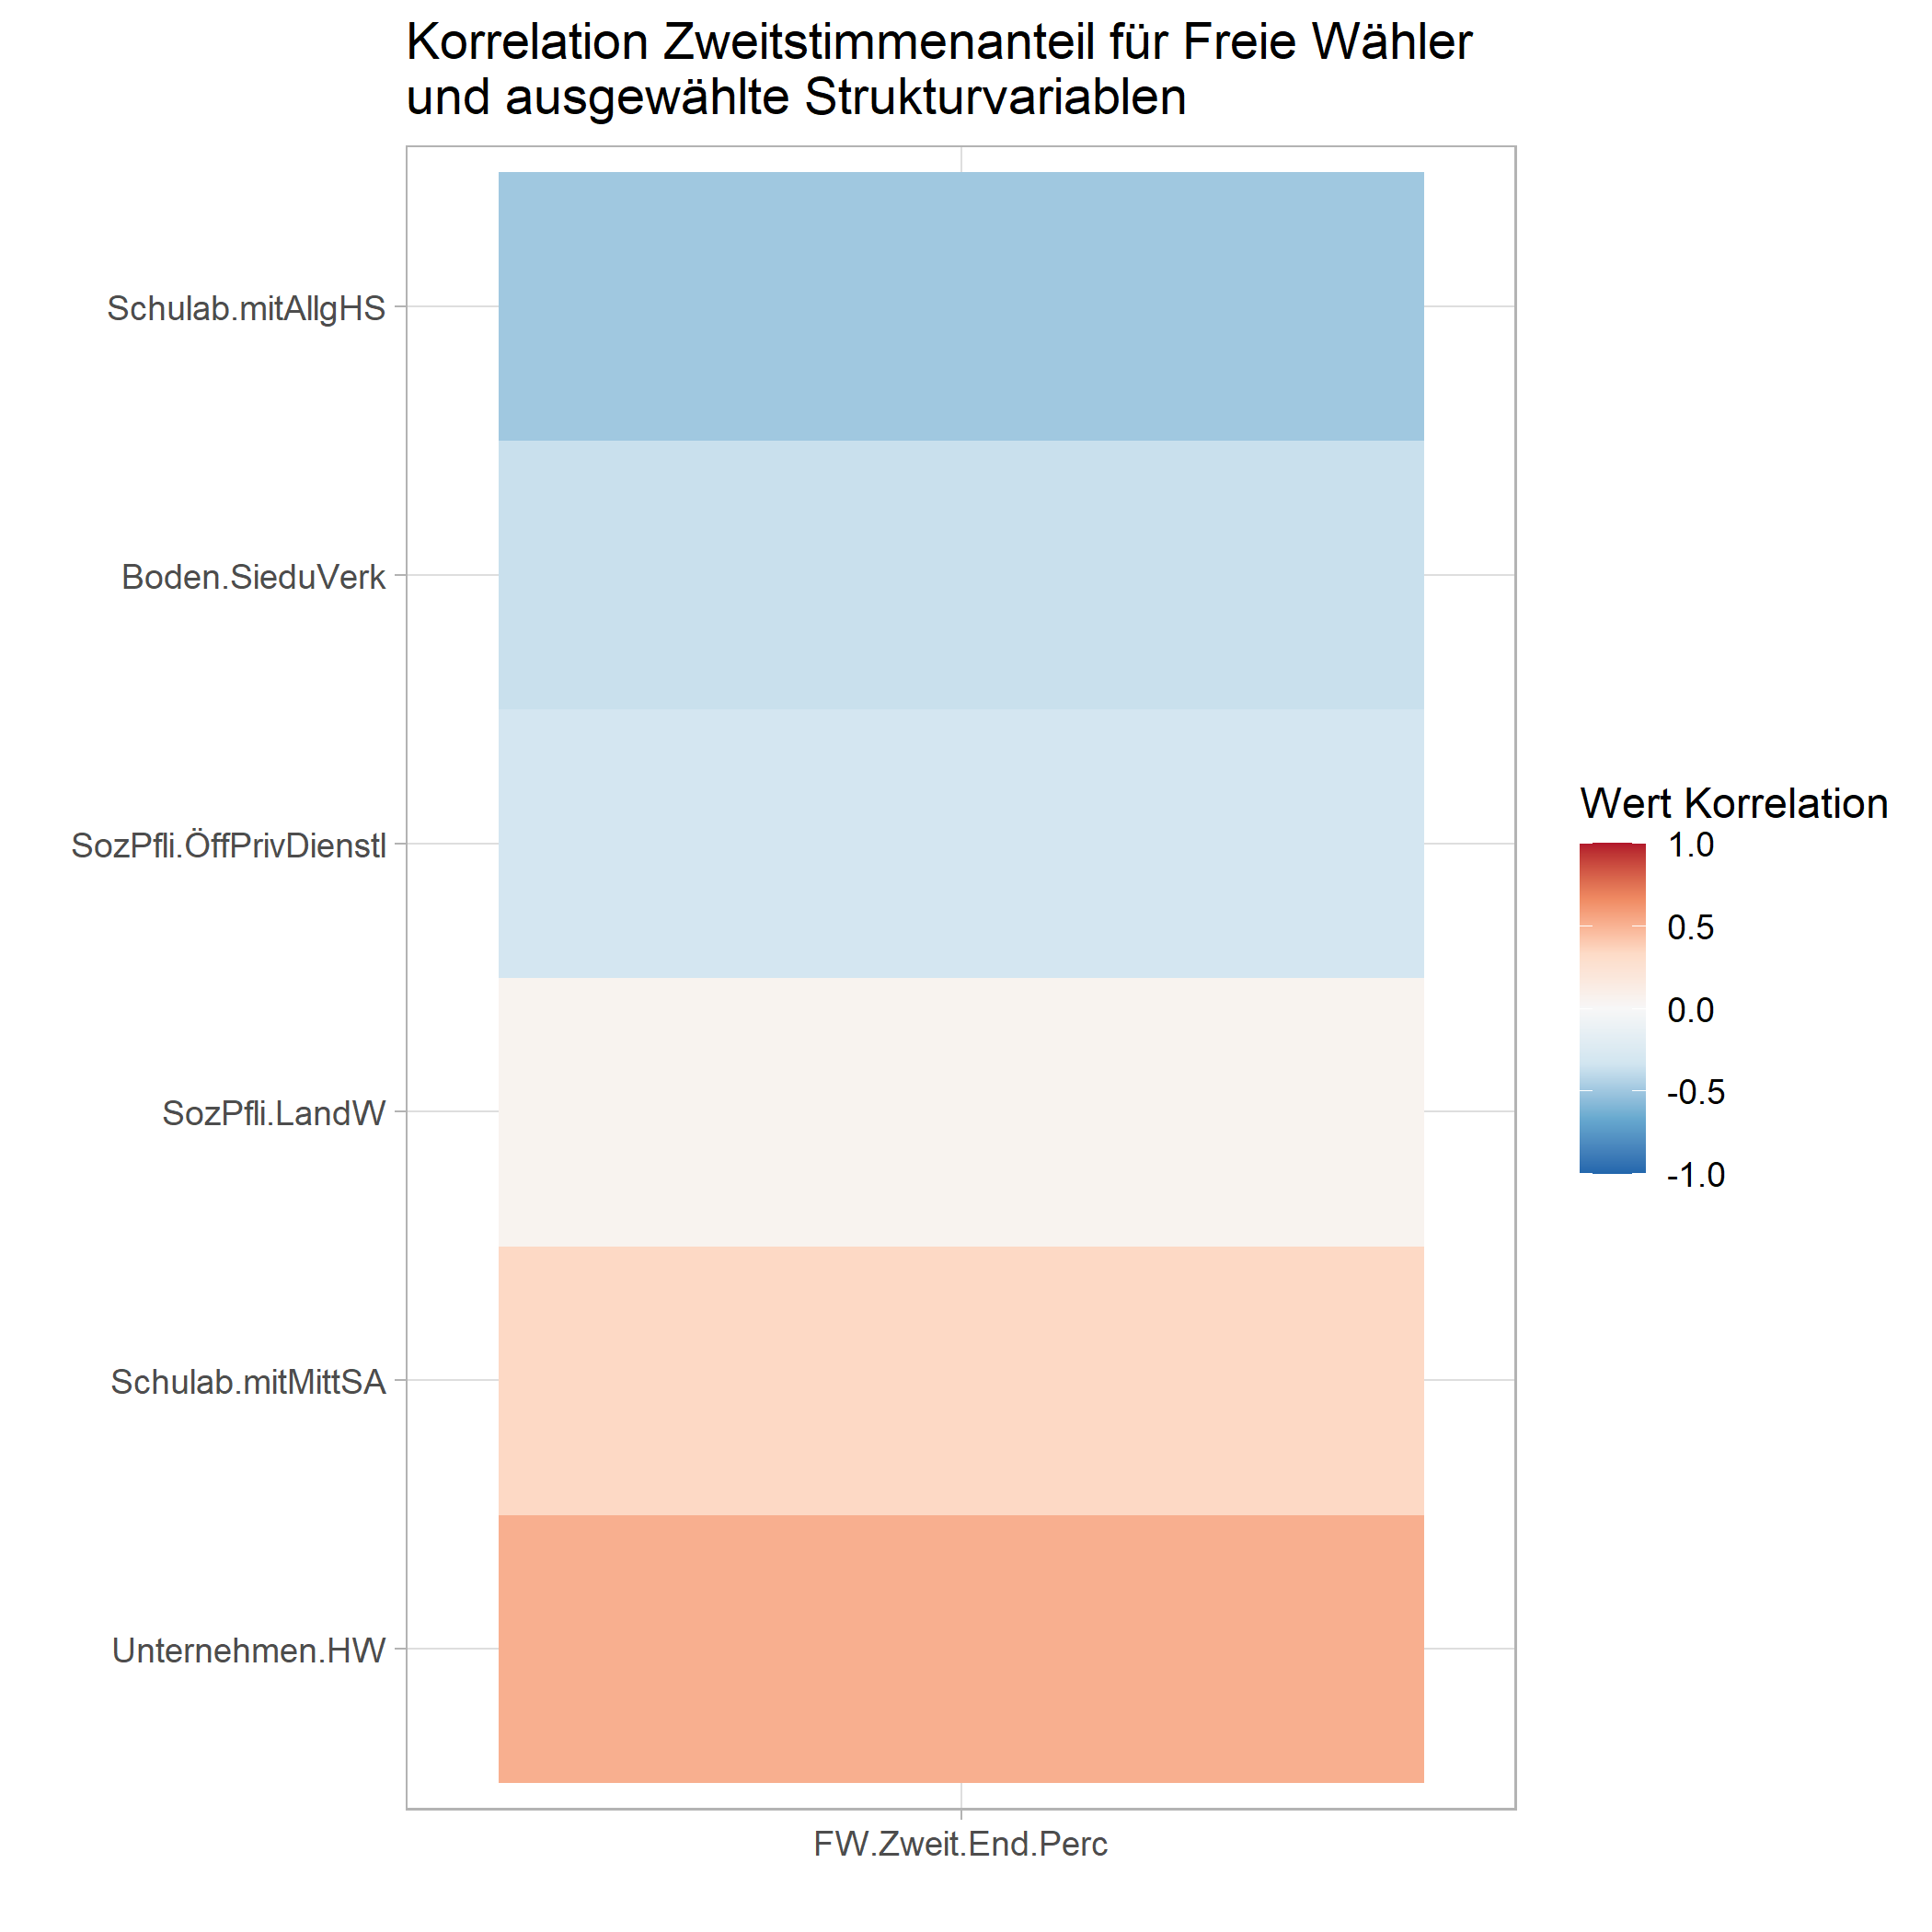 Korrelation Zweitstimmenanteil für Freie Wähler
und ausgewählte Strukturvariablen
Schulab.mitAllgHS
Boden.SieduVerk
SozPfli.ÖffPrivDienstl
SozPfli.LandW
Schulab.mitMittSA
Unternehmen.HW
FW.Zweit.End.Perc
Wert Korrelation
1.0
0.5
0.0
-0.5
-1.0